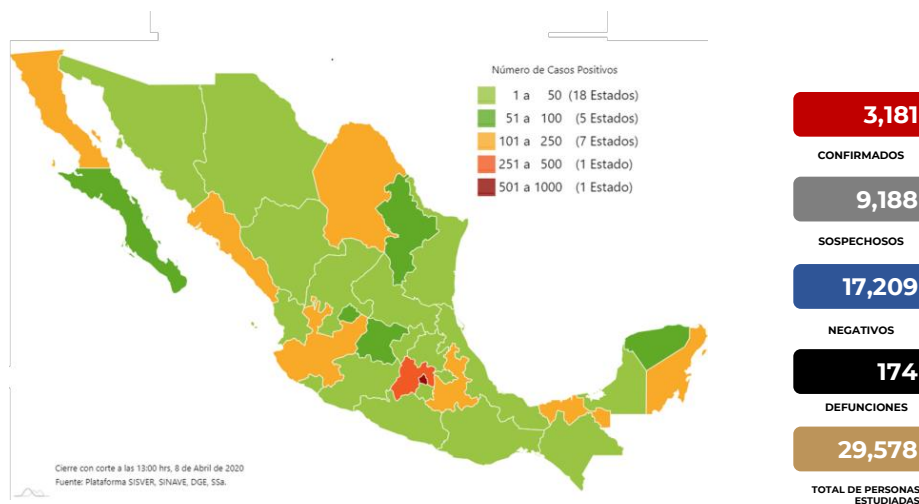 Número de Casos Positivos
1 a 50 (18 Estados)
51 a 100 (5 Estados)
101 a 250 (7 Estados)
251 a 500 (1 Estado)
501 a 1000 (1 Estado)
Cierre con corte a las 13:00 hrs, 8 de Abril de 2020
Fuente: Plataforma SISVER, SINAVE, DGE, SSa.
3,181
CONFIRMADOS
9,188
SOSPECHOSOS
17,209
NEGATIVOS
174
DEFUNCIONES
29,578
TOTAL DE PERSONAS
ESTUDIADAS